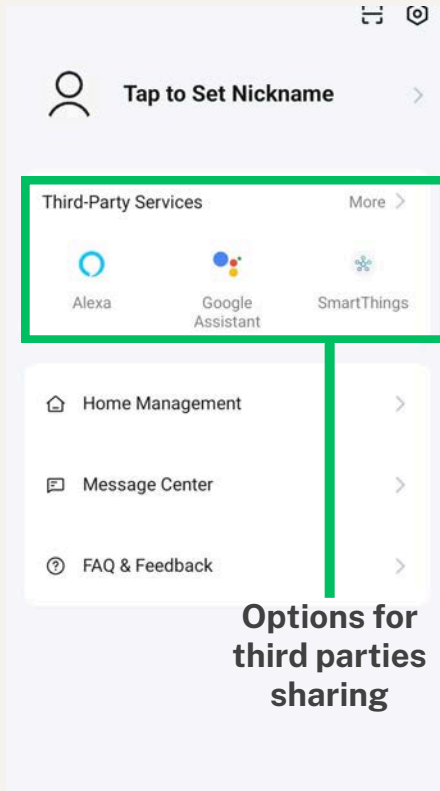 Tap to Set Nickname
Third-Party Services
More
Alexa
Google
Assistant
SmartThings
Home Management
Message Center
FAQ & Feedback
Options for
third parties
sharing